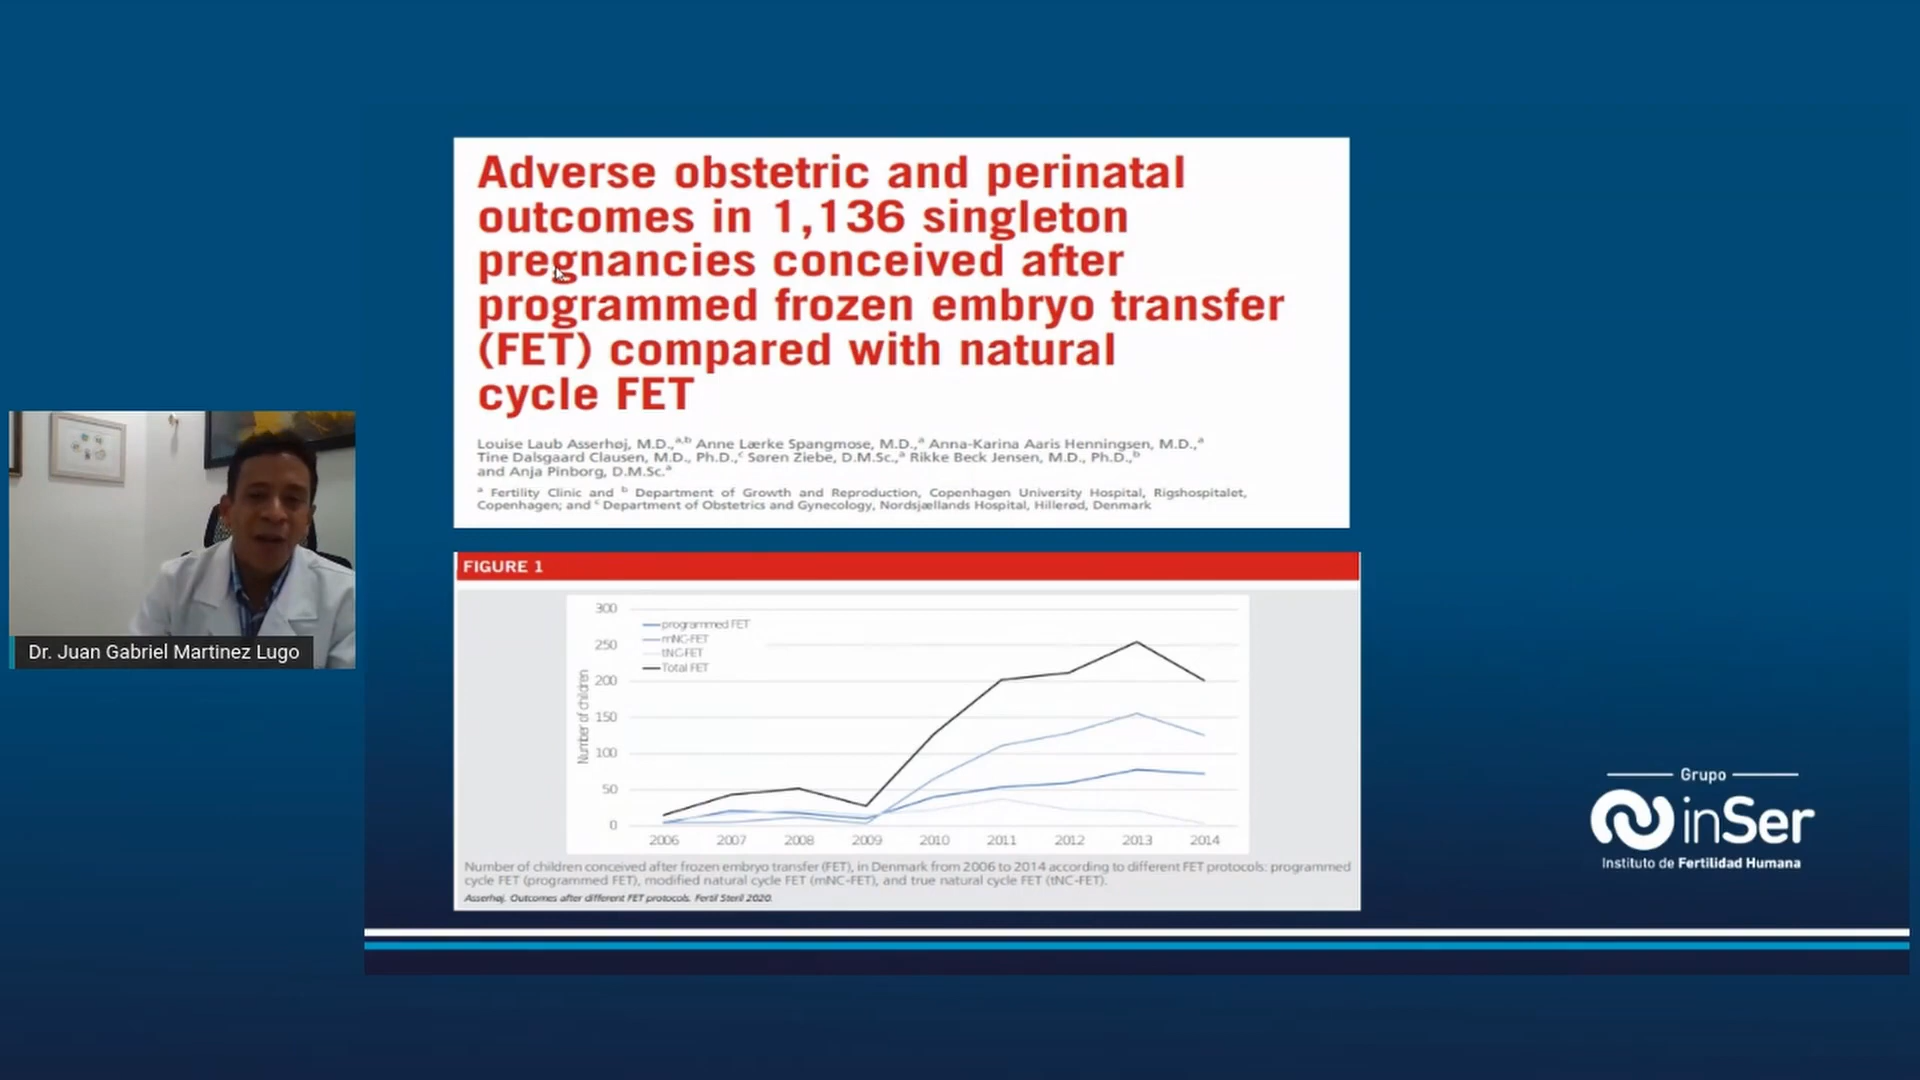 Adverse obstetric and perinatal
outcomes in 1,136 singleton
pregnancies conceived after
programmed frozen embryo transfer
(FET) compared with natural
cycle FET
Louise Laub Asserhøj, M.D.,a,b Anne Lærke Spangmose, M.D.,a Anna-Karina Aaris Henningsen, M.D.,a
Tine Dalsgaard Clausen, M.D., Ph.D.,c Søren Ziebe, D.M.Sc.,a Rikke Beck Jensen, M.D., Ph.D.,b
and Anja Pinborg, D.M.Sc.a
a Fertility Clinic and b Department of Growth and Reproduction, Copenhagen University Hospital, Rigshospitalet,
Copenhagen; and c Department of Obstetrics and Gynecology, Nordsjællands Hospital, Hillerød, Denmark
Dr. Juan Gabriel Martinez Lugo
FIGURE 1
Number of children
300
250
200
150
100
50
0
programmed FET
mNC-FET
tNC-FET
Total FET
2006 2007 2008 2009 2010 2011 2012 2013 2014
Number of children conceived after frozen embryo transfer (FET), in Denmark from 2006 to 2014 according to different FET protocols: programmed
cycle FET (programmed FET), modified natural cycle FET (mNC-FET), and true natural cycle FET (tNC-FET).
Asserhøj. Outcomes after different FET protocols. Fertil Steril 2020.
Grupo
inSer
Instituto de Fertilidad Humana